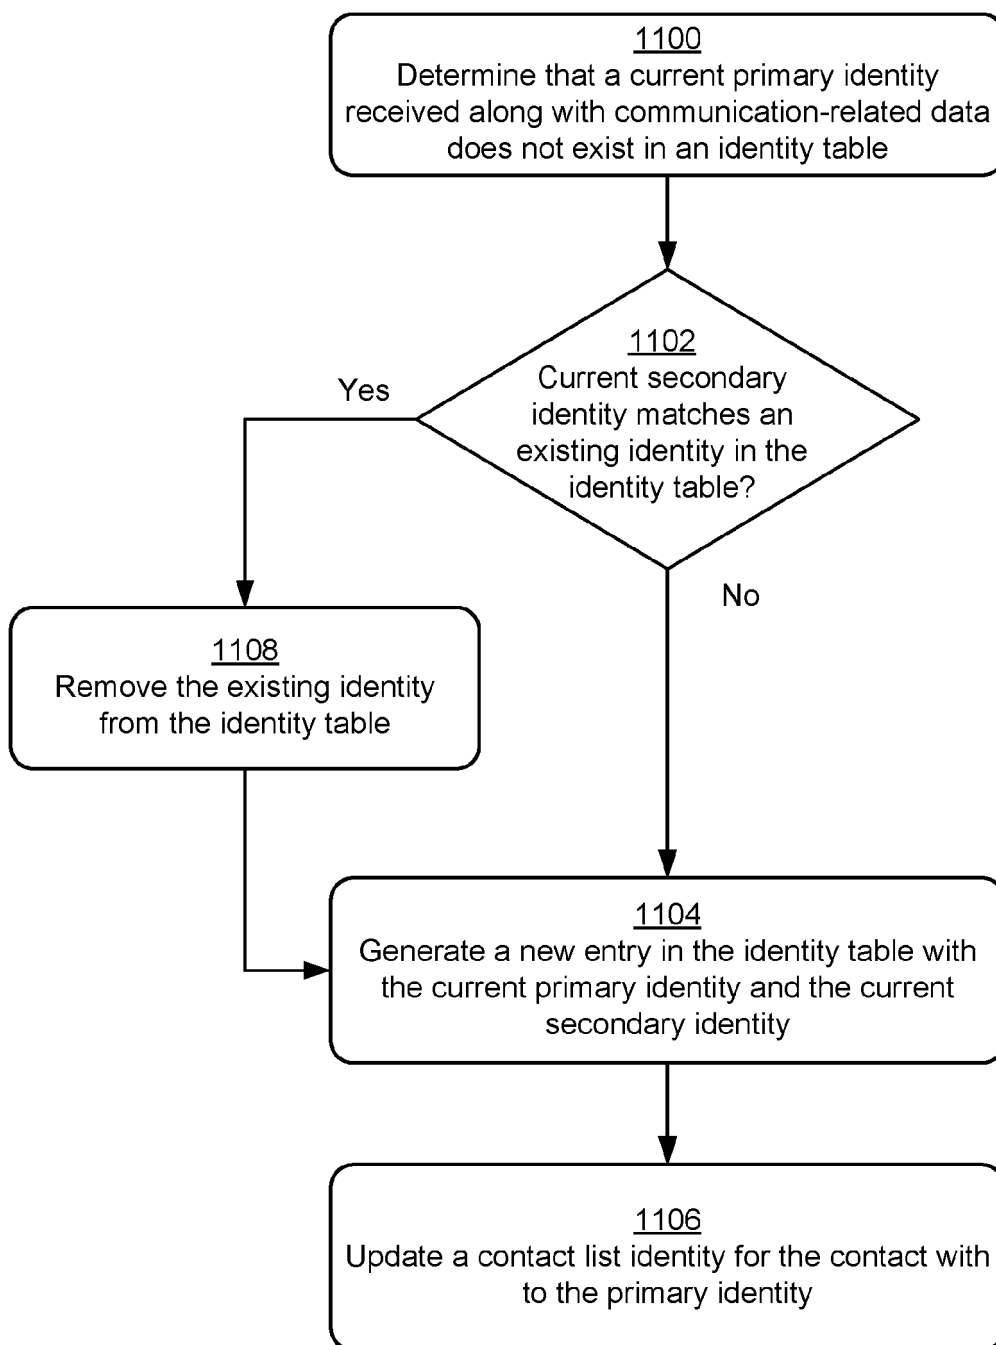 1100
Determine that a current primary identity
received along with communication-related data
does not exist in an identity table
1102
Current secondary
identity matches an
existing identity in the
identity table?
Yes
No
1108
Remove the existing identity
from the identity table
1104
Generate a new entry in the identity table with
the current primary identity and the current
secondary identity
1106
Update a contact list identity for the contact with
to the primary identity